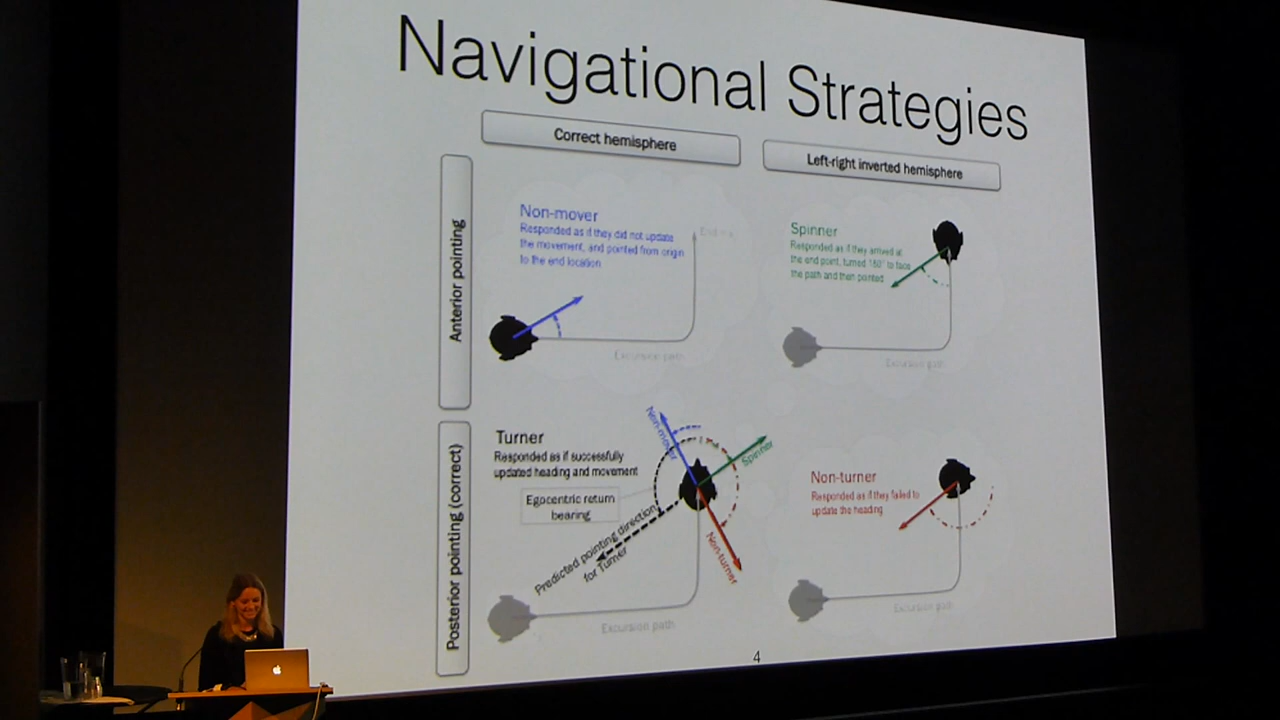 Navigational Strategies
Correct hemisphere
Left-right inverted hemisphere
Anterior pointing
Non-mover
Responded as if they did not update
the movement, and pointed from origin
to the end location
Excursion path
Spinner
Responded as if they arrived at
the end point, turned 180° to face
the path and then pointed
Excursion path
Posterior pointing (correct)
Turner
Responded as if successfully
updated heading and movement
Egocentric return
bearing
Predicted pointing direction
for Turner
Non-mover
Spinner
Non-turner
Excursion path
Non-turner
Responded as if they failed to
update the heading
Excursion path
4